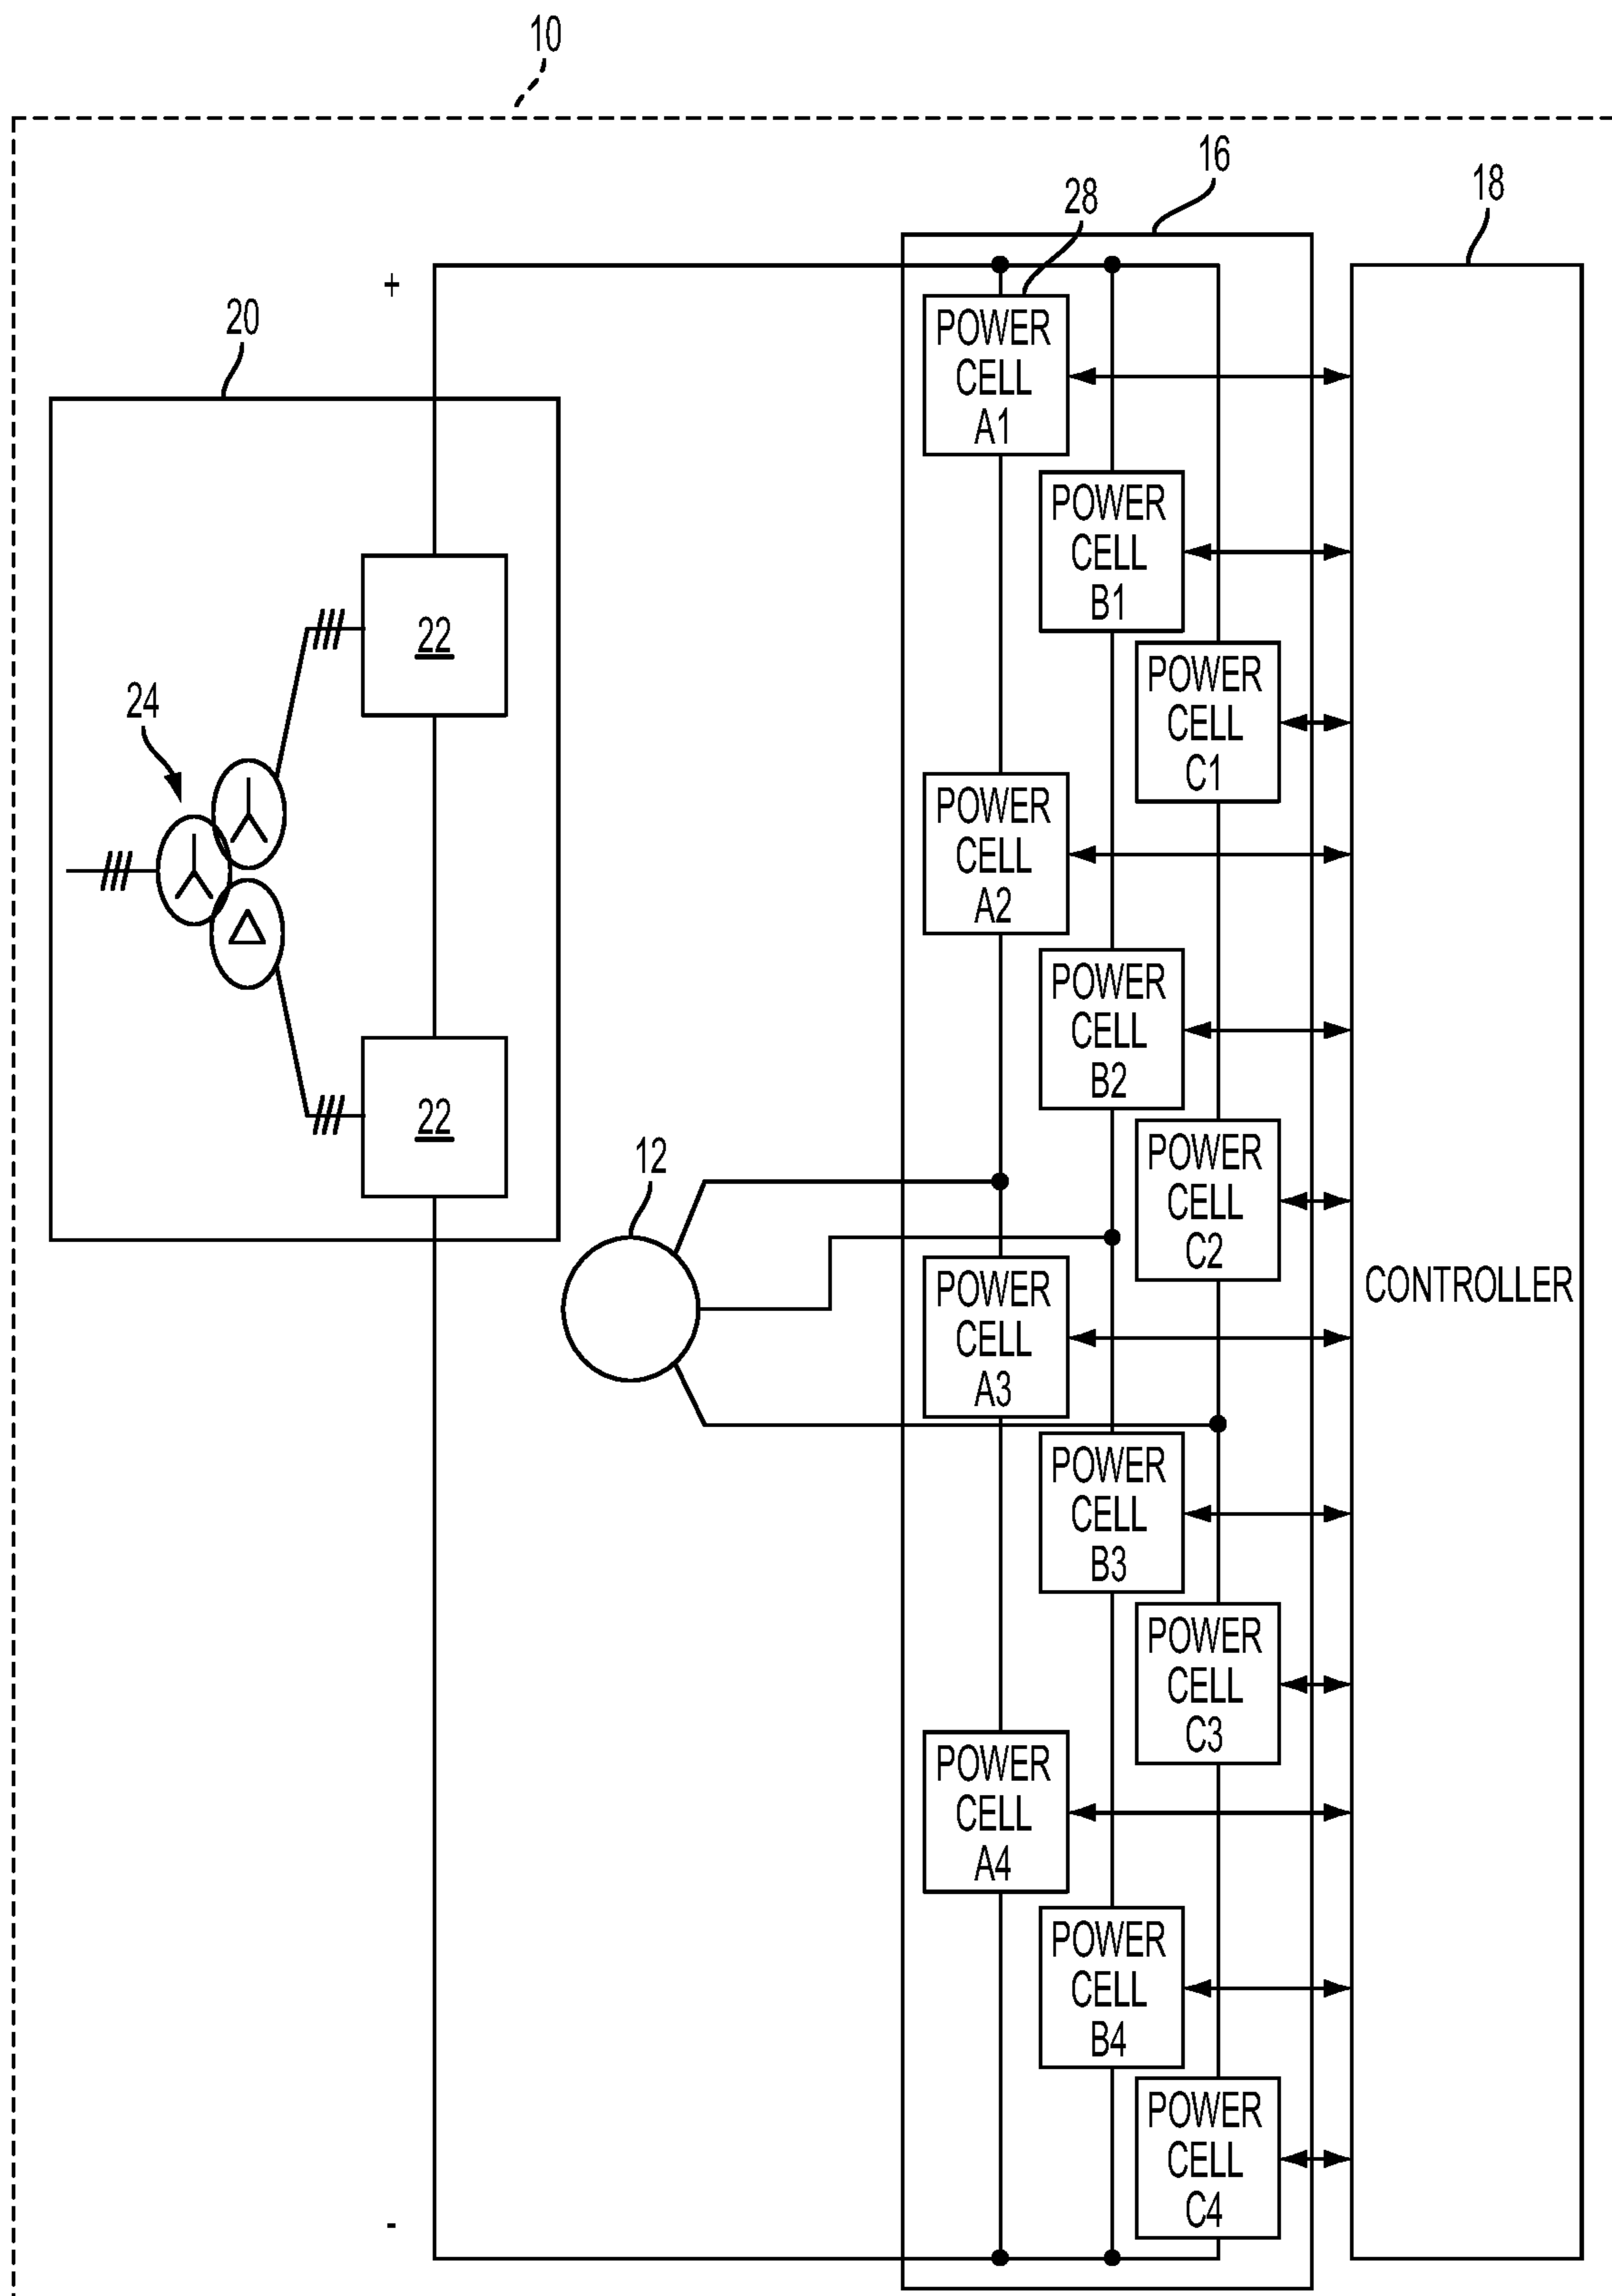 10
16
28
18
+
20
POWER
CELL
A1
POWER
CELL
B1
22
POWER
CELL
C1
24
POWER
CELL
A2
POWER
CELL
B2
22
POWER
CELL
C2
12
POWER
CELL
A3
CONTROLLER
POWER
CELL
B3
POWER
CELL
C3
POWER
CELL
A4
POWER
CELL
B4
POWER
CELL
C4
-